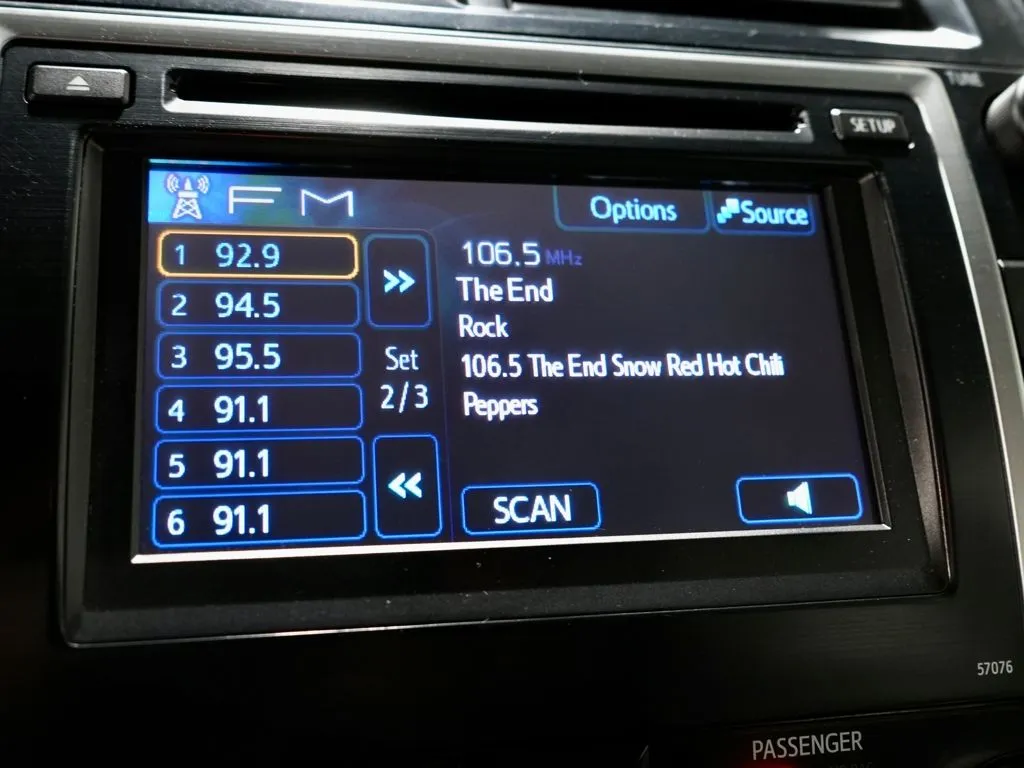 TUNE
SETUP
FM
Options
Source
1 92.9
2 94.5
3 95.5
4 91.1
5 91.1
6 91.1
Set
2/3
106.5 MHz
The End
Rock
106.5 The End Snow Red Hot Chili
Peppers
SCAN
57076
PASSENGER